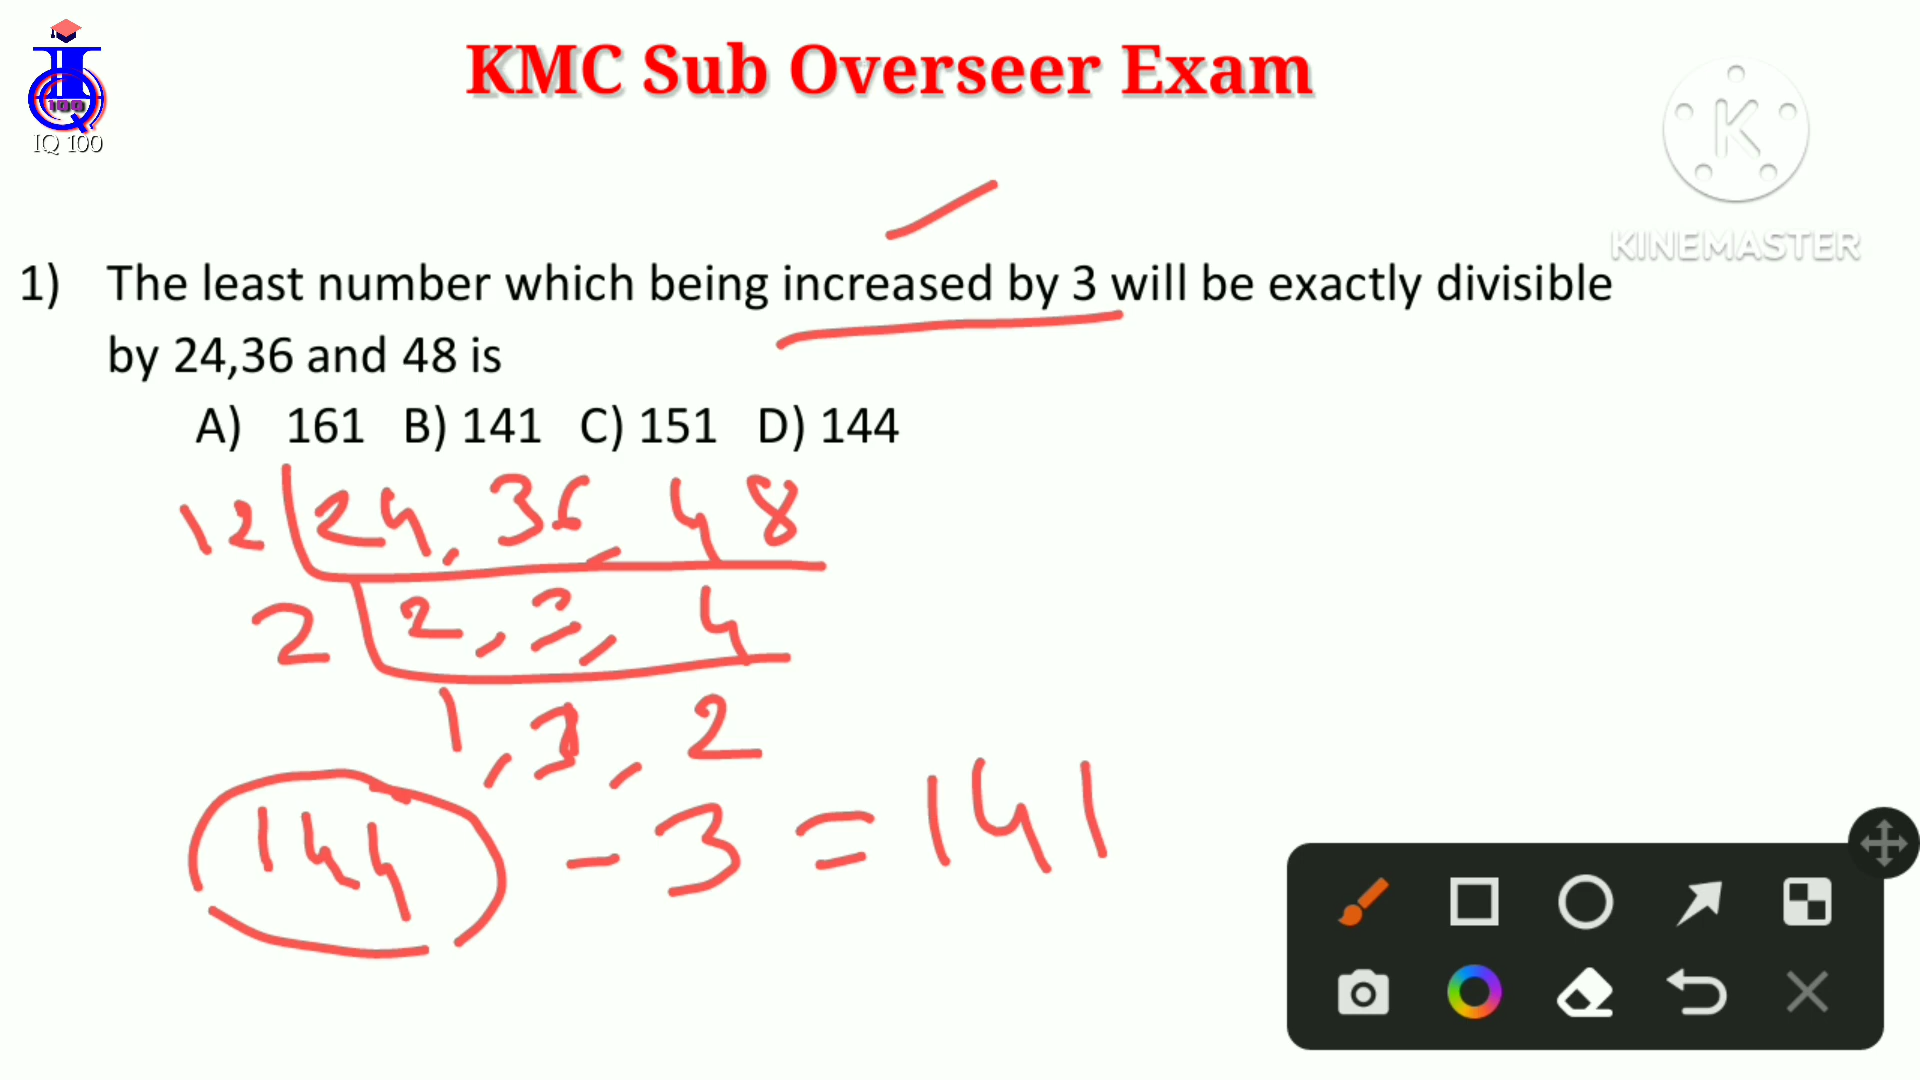 KMC Sub Overseer Exam
100
IQ 100
K
KINEMASTER
1) The least number which being increased by 3 will be exactly divisible
by 24,36 and 48 is
A) 161 B) 141 C) 151 D) 144
12 24, 36, 48
2 2, 3, 4
1, 3, 2
144 - 3 = 141